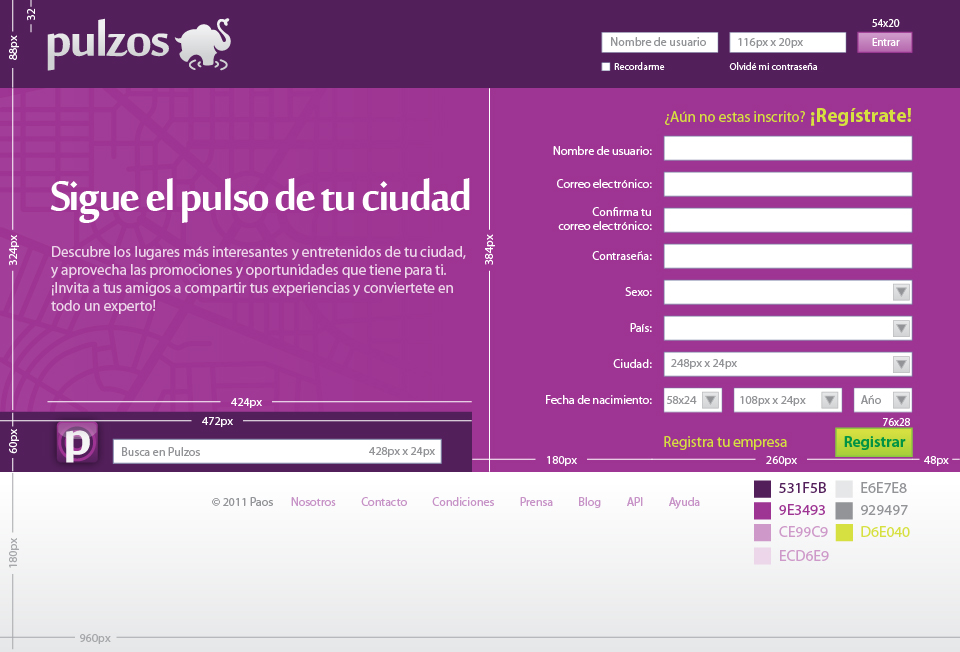 32
88px
pulzos
54x20
Nombre de usuario
116px x 20px
Entrar
Recordarme
Olvidé mi contraseña
¿Aún no estas inscrito? ¡Regístrate!
Nombre de usuario:
Sigue el pulso de tu ciudad
Correo electrónico:
Confirma tu
correo electrónico:
324px
384px
Descubre los lugares más interesantes y entretenidos de tu ciudad,
y aprovecha las promociones y oportunidades que tiene para ti.
¡Invita a tus amigos a compartir tus experiencias y conviertete en
todo un experto!
Contraseña:
Sexo:
País:
Ciudad:
248px x 24px
Fecha de nacimiento:
58x24
108px x 24px
Año
424px
472px
76x28
60px
p
Busca en Pulzos
428px x 24px
Registra tu empresa
Registrar
180px
260px
48px
© 2011 Paos
Nosotros
Contacto
Condiciones
Prensa
Blog
API
Ayuda
531F5B
E6E7E8
9E3493
929497
CE99C9
D6E040
ECD6E9
180px
960px